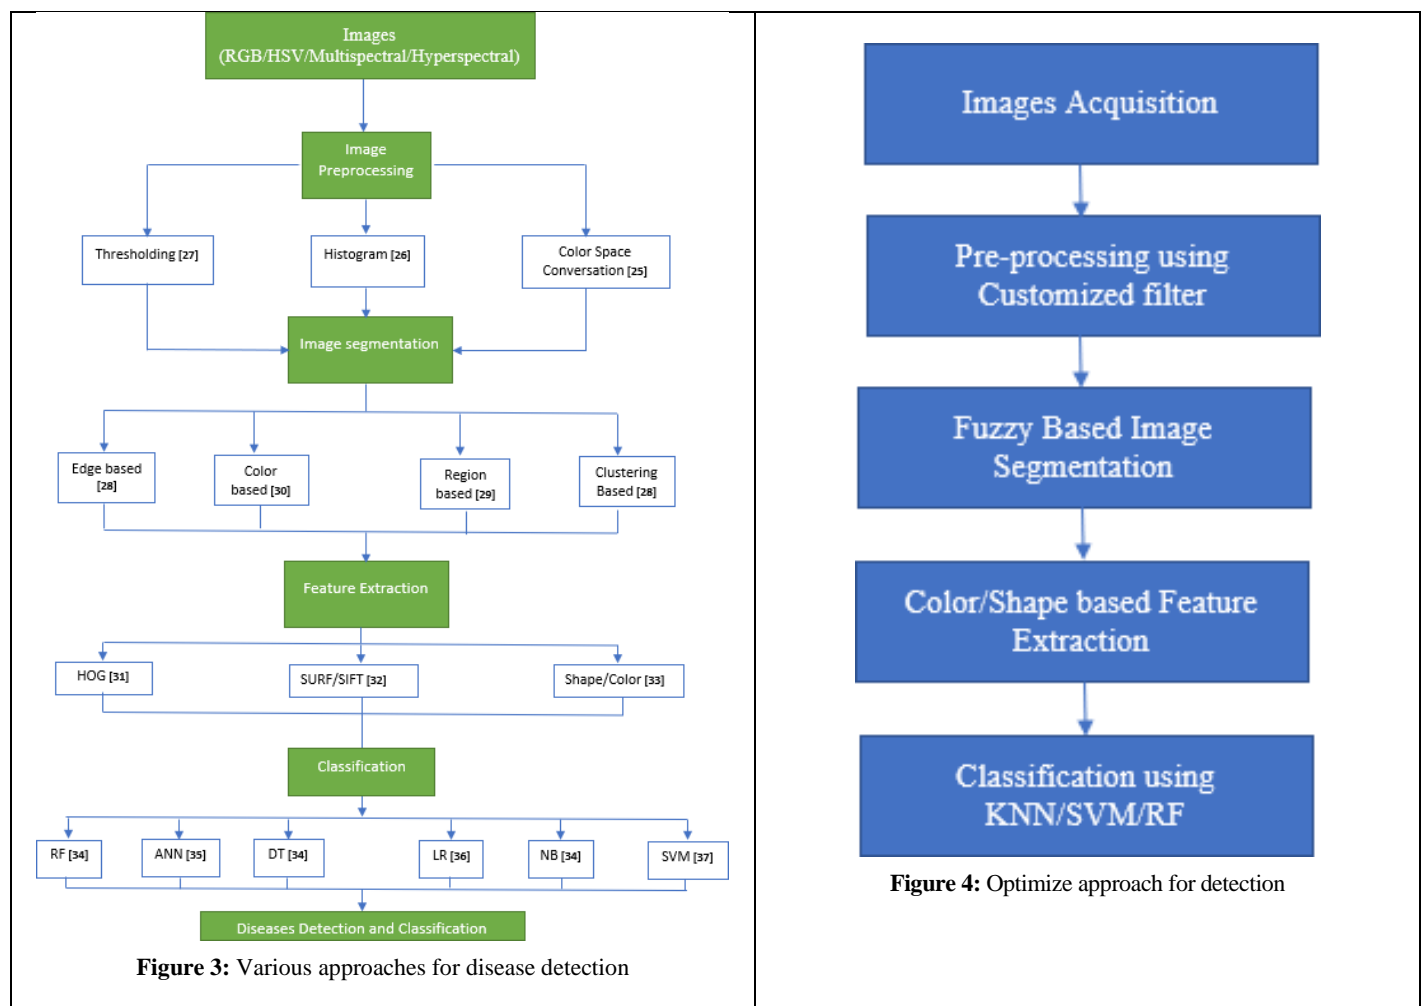 Images
(RGB/HSV/Multispectral/Hyperspectral)
Image
Preprocessing
Thresholding [27]
Histogram [26]
Color Space
Conversation [25]
Image segmentation
Edge based
[28]
Color
based [30]
Region
based [29]
Clustering
Based [28]
Feature Extraction
HOG [31]
SURF/SIFT [32]
Shape/Color [33]
Classification
RF [34]
ANN [35]
DT [34]
LR [36]
NB [34]
SVM [37]
Diseases Detection and Classification
Figure 3: Various approaches for disease detection
Images Acquisition
Pre-processing using
Customized filter
Fuzzy Based Image
Segmentation
Color/Shape based Feature
Extraction
Classification using
KNN/SVM/RF
Figure 4: Optimize approach for detection